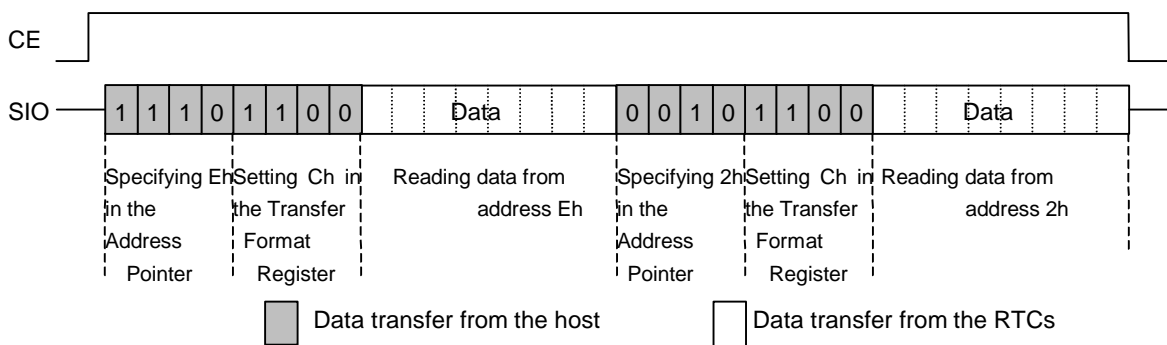 CE
SIO 1 1 1 0 1 1 0 0 Data 0 0 1 0 1 1 0 0 Data
Specifying Eh Setting Ch in Reading data from Specifying 2h Setting Ch in Reading data from
in the the Transfer address Eh in the the Transfer address 2h
Address Format Address Format
Pointer Register Pointer Register
Data transfer from the host Data transfer from the RTCs